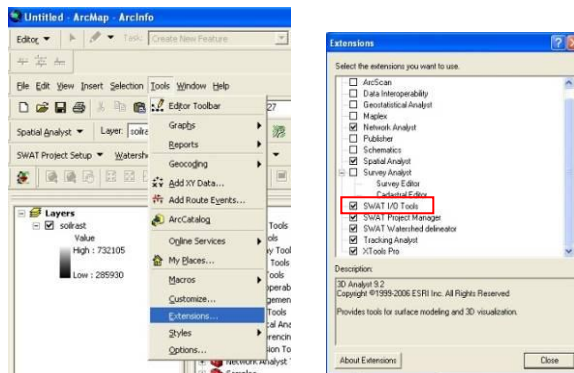 Untitled - ArcMap - ArcInfo
Editor
Task: Create New Feature
File Edit View Insert Selection Tools Window Help
Spatial Analyst Layer:
SWAT Project Setup
Layers
solrast
Value
High : 732105
Low : 285930
Editor Toolbar
Graphs
Reports
Geocoding
Add XY Data...
Add Route Events...
ArcCatalog
Online Services
My Places...
Macros
Customize...
Extensions...
Styles
Options...
27
Tools
Network Analyst
Extensions
Select the extensions you want to use.
ArcScan
Data Interoperability
Geostatistical Analyst
Maplex
Network Analyst
Publisher
Schematics
Spatial Analyst
Survey Analyst
Survey Editor
Cadastral Editor
SWAT I/O Tools
SWAT Project Manager
SWAT Watershed delineator
Tracking Analyst
XTools Pro
Description:
3D Analyst 9.2
Copyright ©1999-2006 ESRI Inc. All Rights Reserved
Provides tools for surface modeling and 3D visualization.
About Extensions
Close